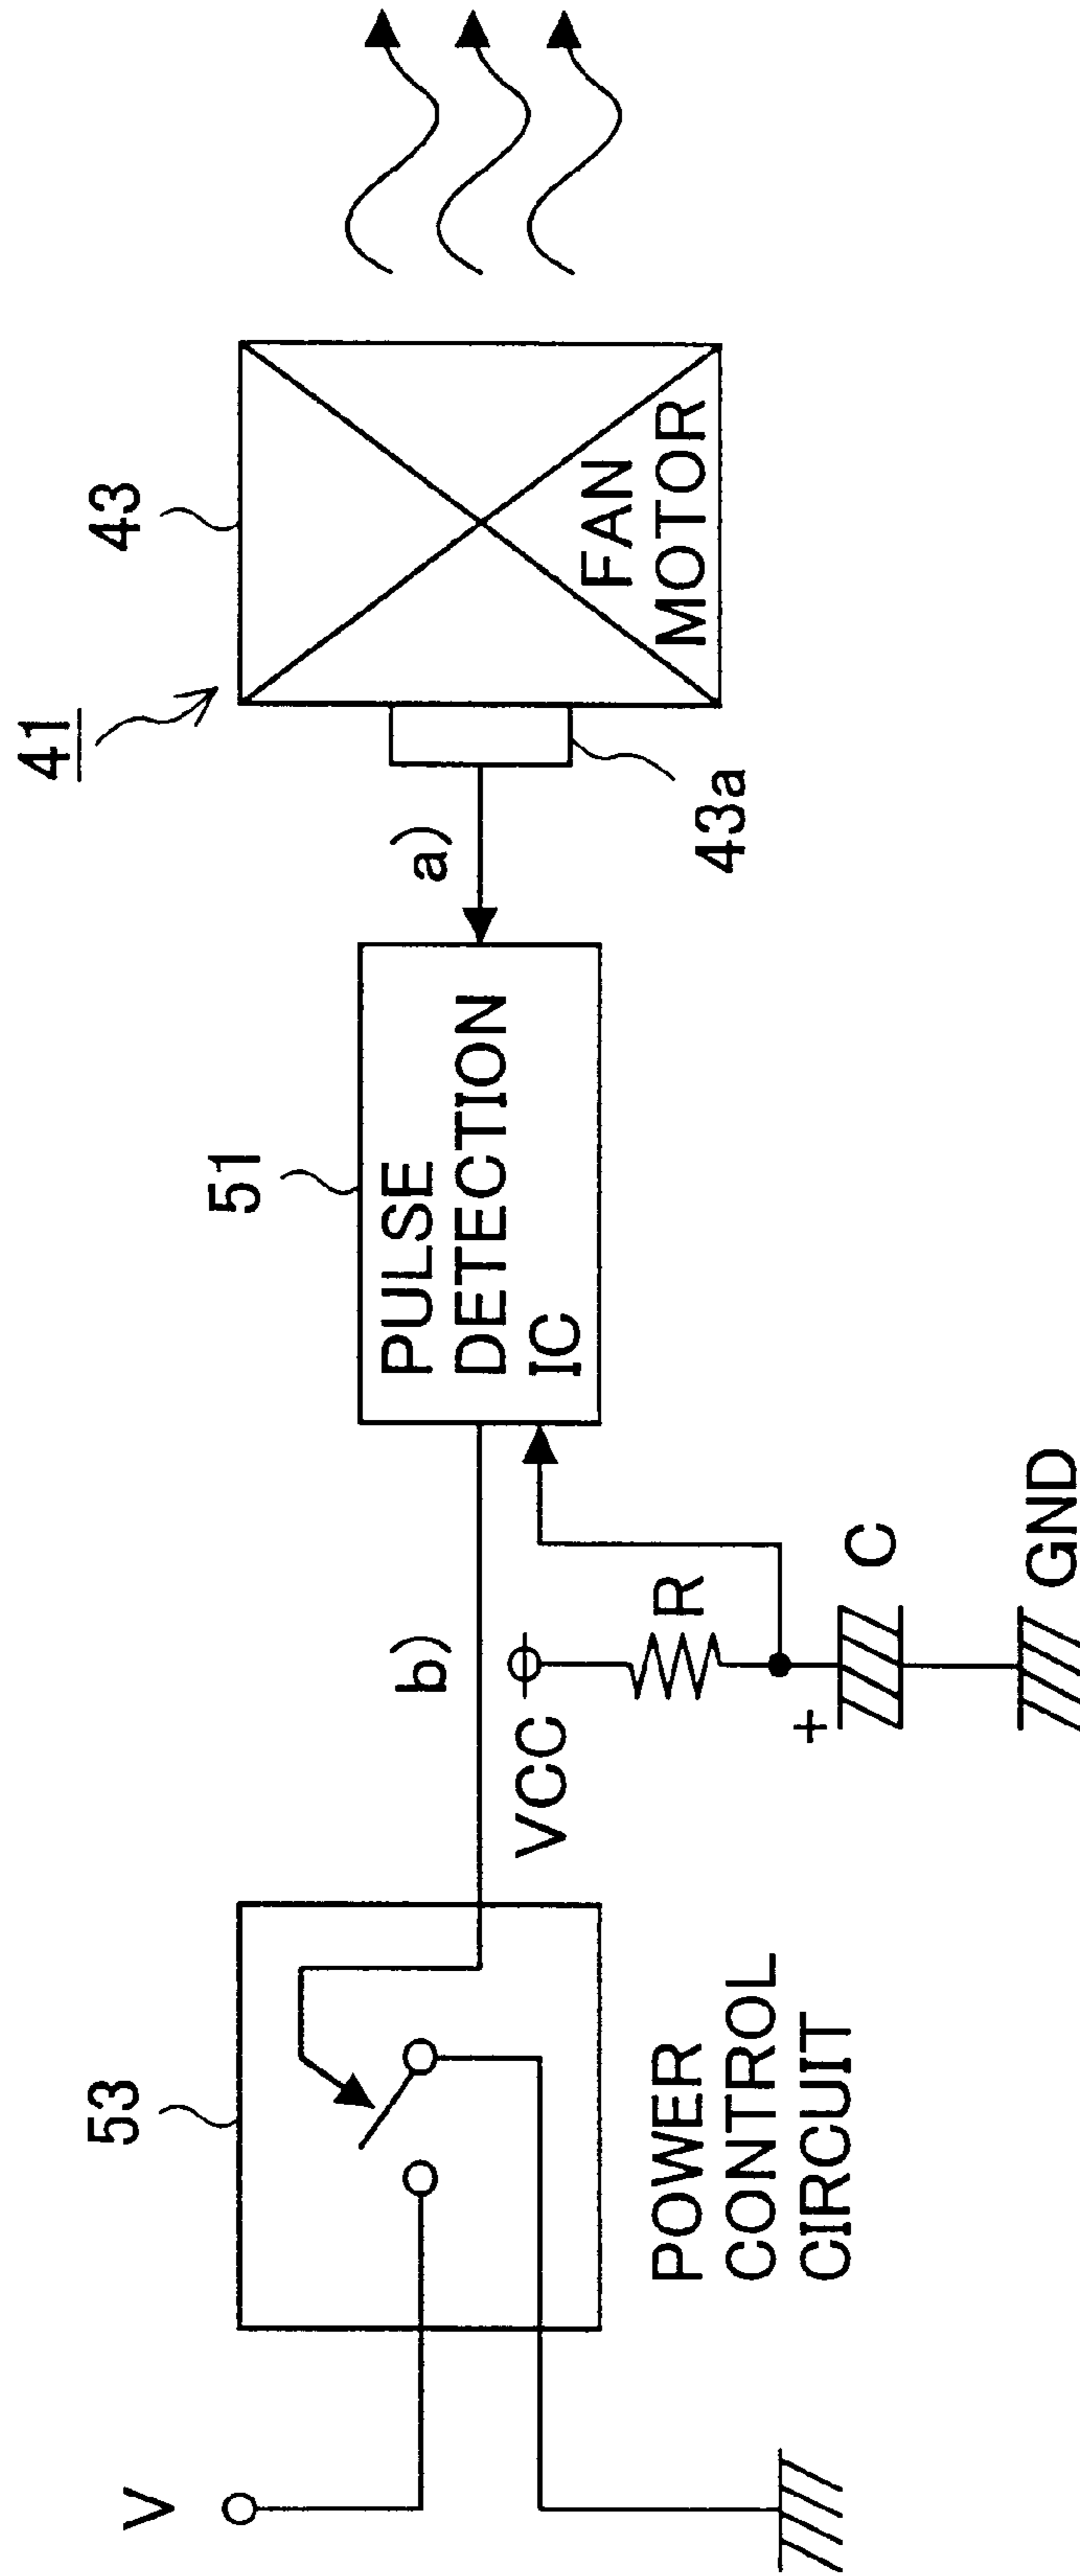 41
43
FAN
MOTOR
43a
a)
51
PULSE
DETECTION
IC
b)
VCC
R
+
C
GND
53
POWER
CONTROL
CIRCUIT
V